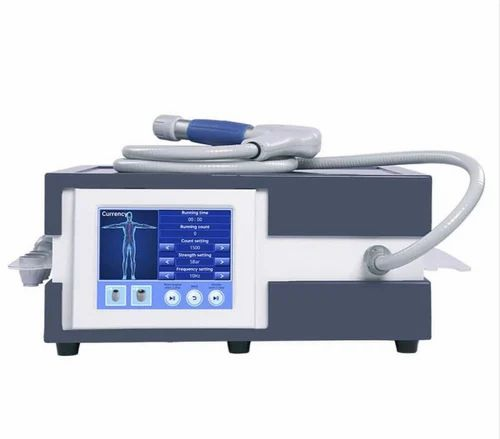 Currency
Running time
00 : 00
Running count
0
Count setting
1500
Strength setting
5Bar
Frequency setting
10Hz